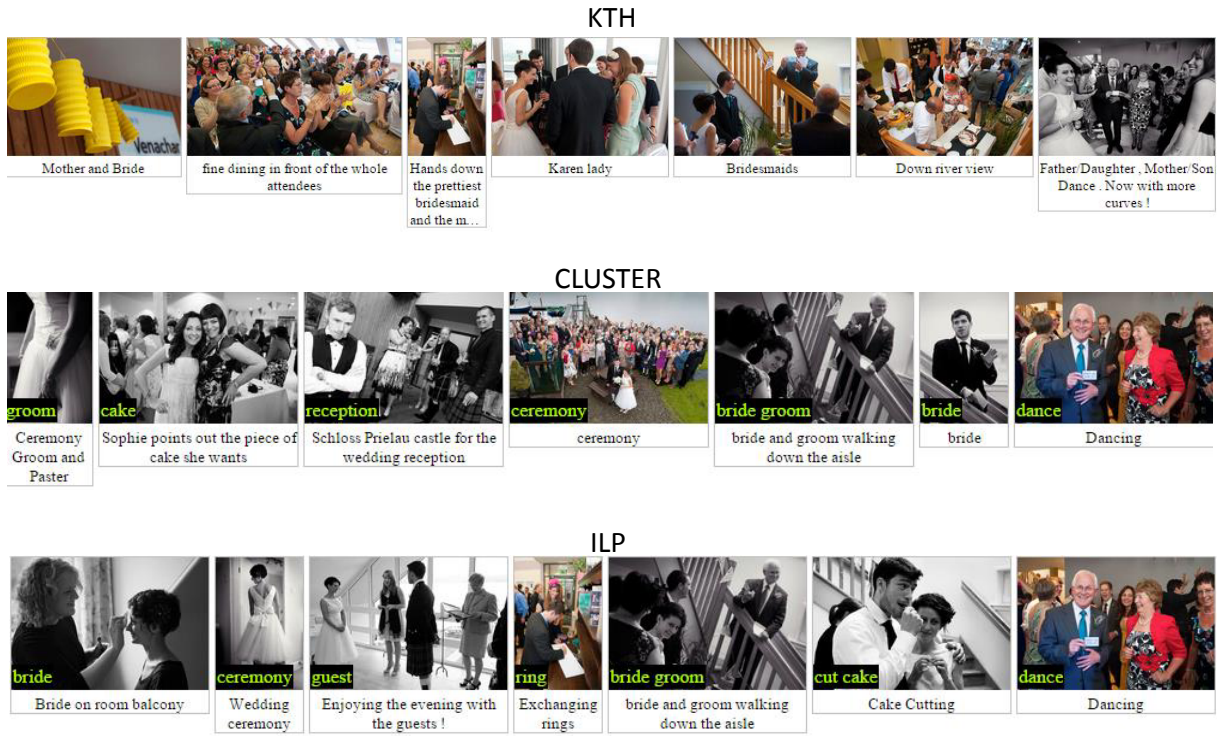 KTH
Venachar
Mother and Bride
fine dining in front of the whole
attendees
Hands down
the prettiest
bridesmaid
and the m…
Karen lady
Bridesmaids
Down river view
Father/Daughter , Mother/Son
Dance . Now with more
curves !
CLUSTER
groom
cake
reception
ceremony
bride groom
bride
dance
Ceremony
Groom and
Paster
Sophie points out the piece of
cake she wants
Schloss Prielau castle for the
wedding reception
ceremony
bride and groom walking
down the aisle
bride
Dancing
ILP
bride
ceremony
guest
ring
bride groom
cut cake
dance
Bride on room balcony
Wedding
ceremony
Enjoying the evening with
the guests !
Exchanging
rings
bride and groom walking
down the aisle
Cake Cutting
Dancing